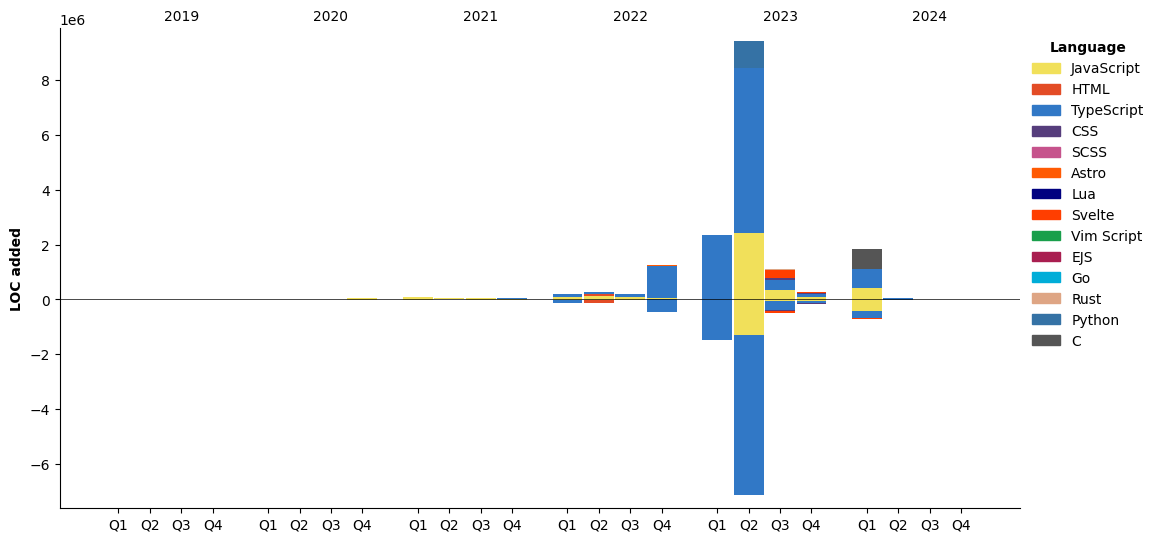 1e6
2019 2020 2021 2022 2023 2024
LOC added
8
6
4
2
0
−2
−4
−6
Q1 Q2 Q3 Q4 Q1 Q2 Q3 Q4 Q1 Q2 Q3 Q4 Q1 Q2 Q3 Q4 Q1 Q2 Q3 Q4 Q1 Q2 Q3 Q4
Language
JavaScript
HTML
TypeScript
CSS
SCSS
Astro
Lua
Svelte
Vim Script
EJS
Go
Rust
Python
C